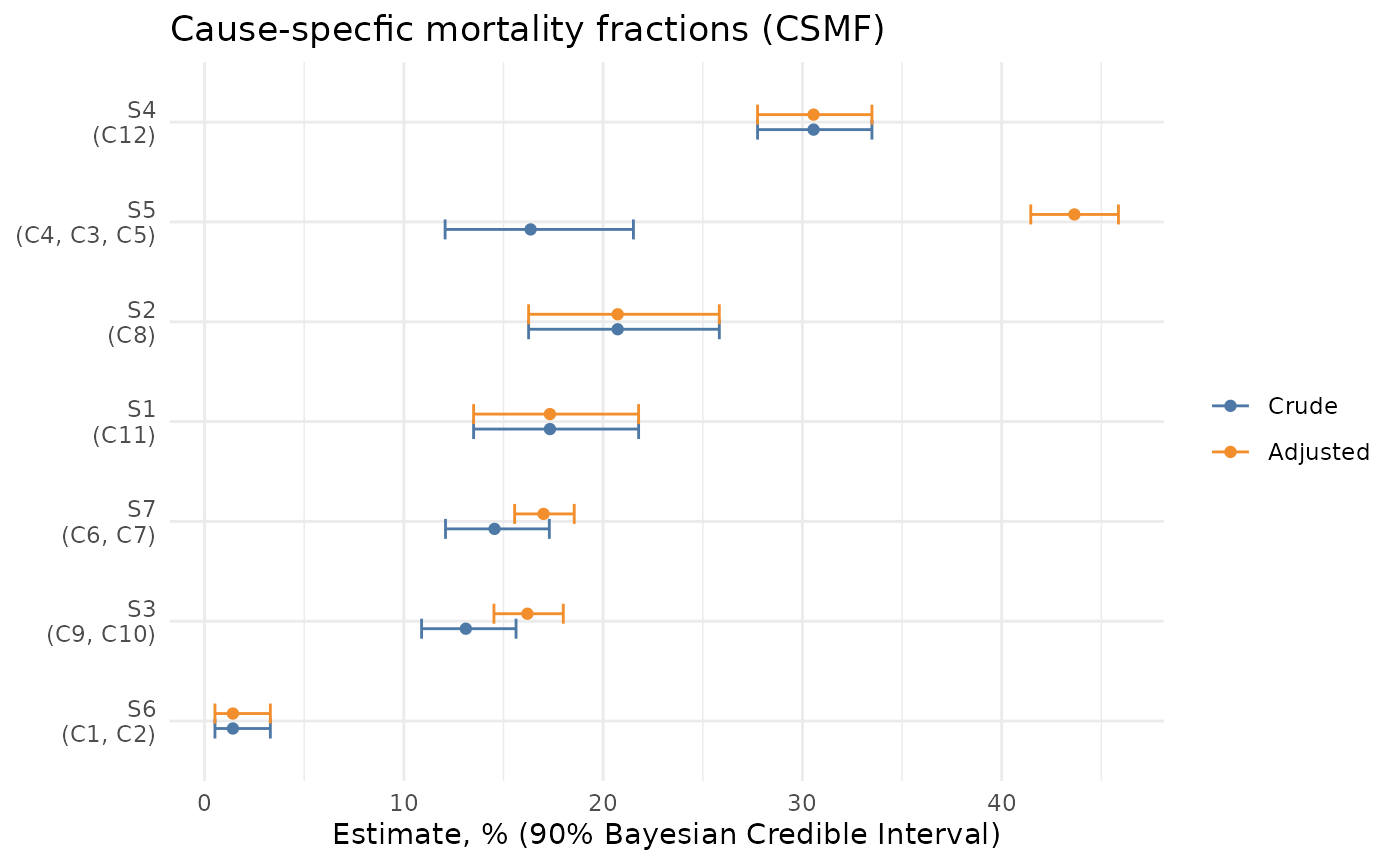 Cause-specfic mortality fractions (CSMF)
S4
(C12)
S5
(C4, C3, C5)
S2
(C8)
S1
(C11)
S7
(C6, C7)
S3
(C9, C10)
S6
(C1, C2)
0 10 20 30 40
Estimate, % (90% Bayesian Credible Interval)
Crude
Adjusted